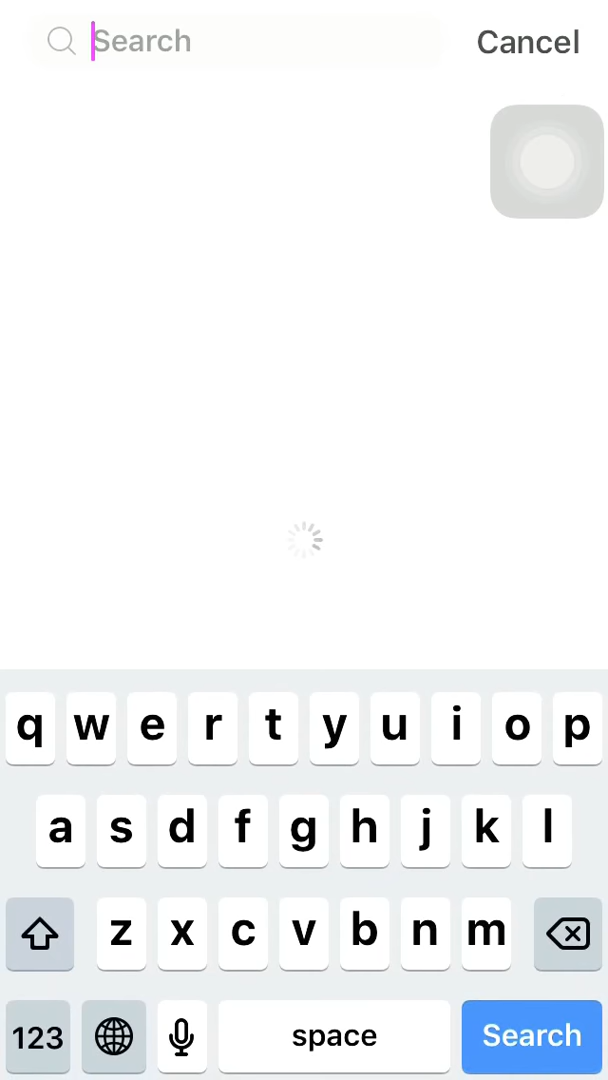 Search Cancel
q w e r t y u i o p
a s d f g h j k l
z x c v b n m
123 space Search